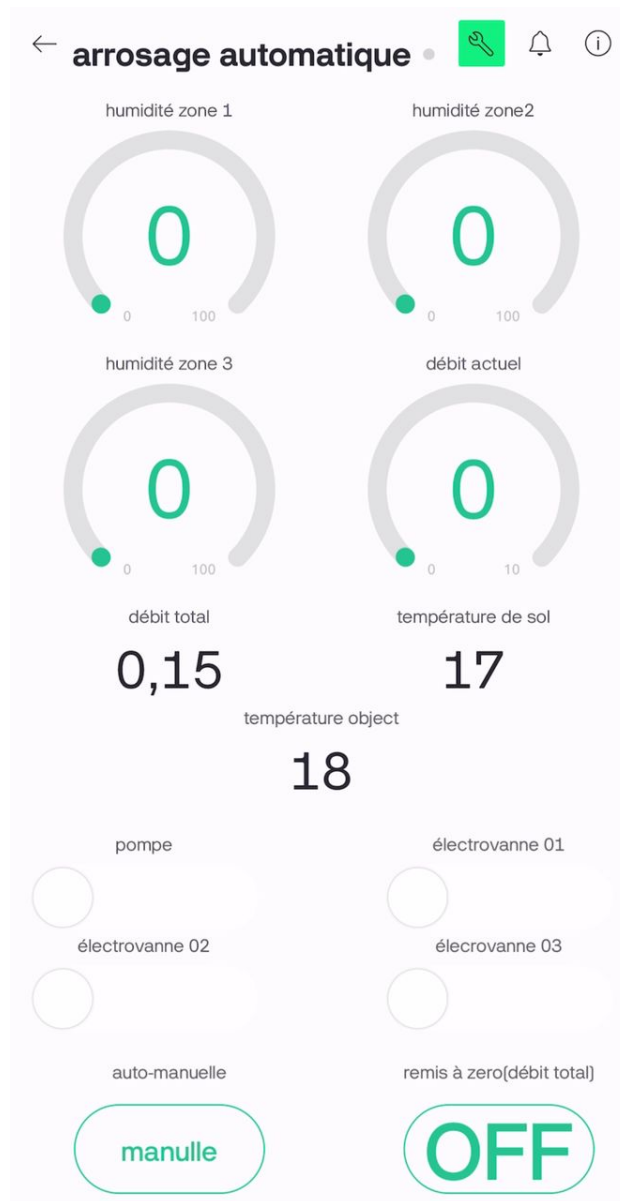 arrosage automatique
humidité zone 1 humidité zone2
0 0
0 100 0 100
humidité zone 3 débit actuel
0 0
0 100 0 10
débit total température de sol
0,15 17
température object
18
pompe électrovanne 01
électrovanne 02 élecrovanne 03
auto-manuelle remis à zero(débit total)
manulle OFF